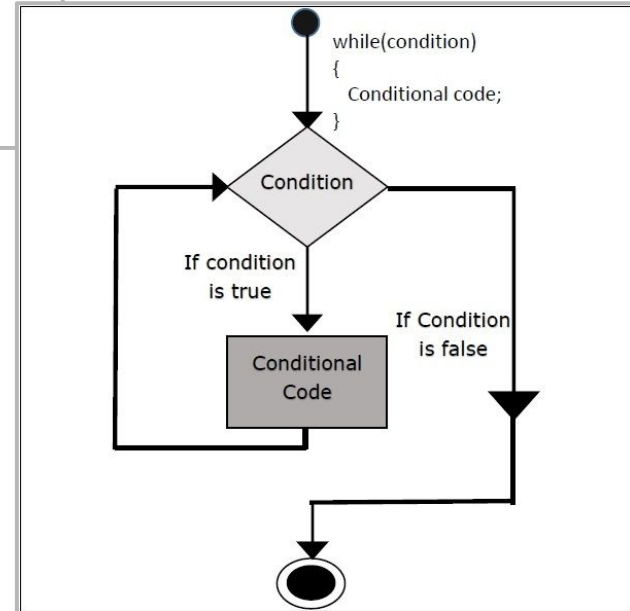 while(condition)
{
Conditional code;
}
Condition
If condition
is true
If Condition
is false
Conditional
Code